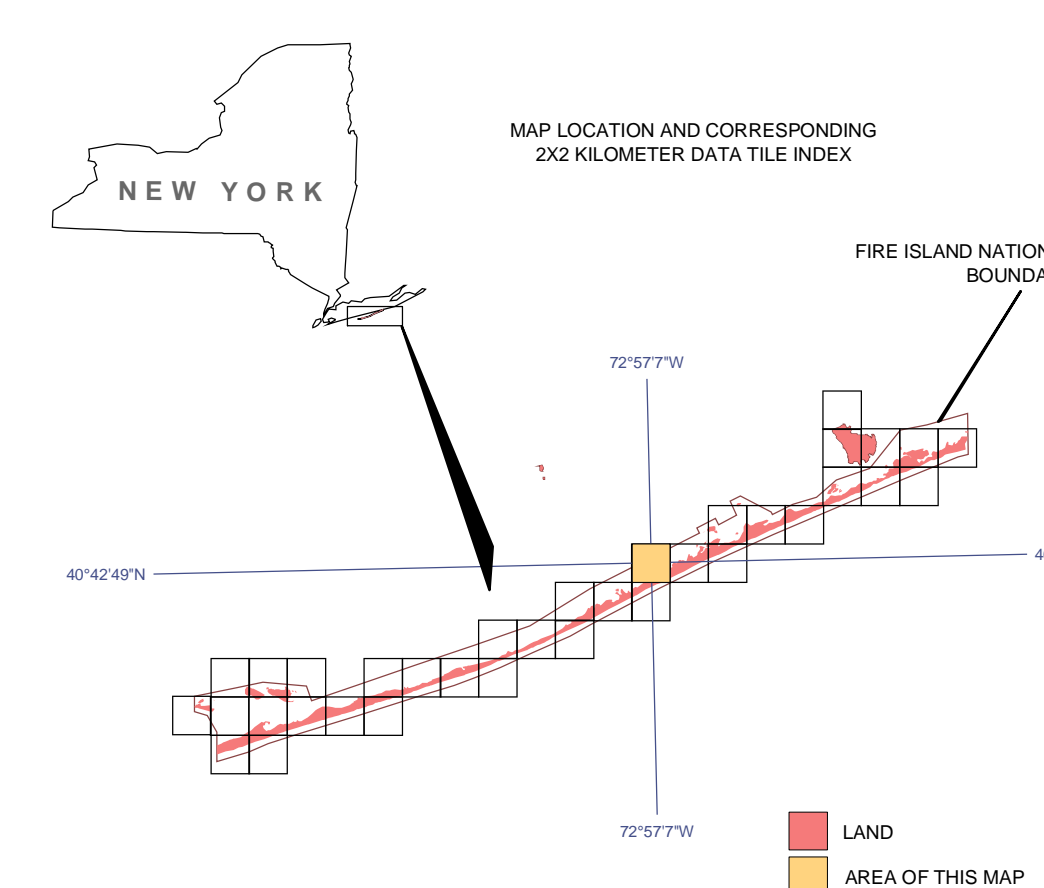 MAP LOCATION AND CORRESPONDING
2X2 KILOMETER DATA TILE INDEX
NEW YORK
FIRE ISLAND NATION
BOUNDA
72°57'7"W
40°42'49"N
4
72°57'7"W
LAND
AREA OF THIS MAP